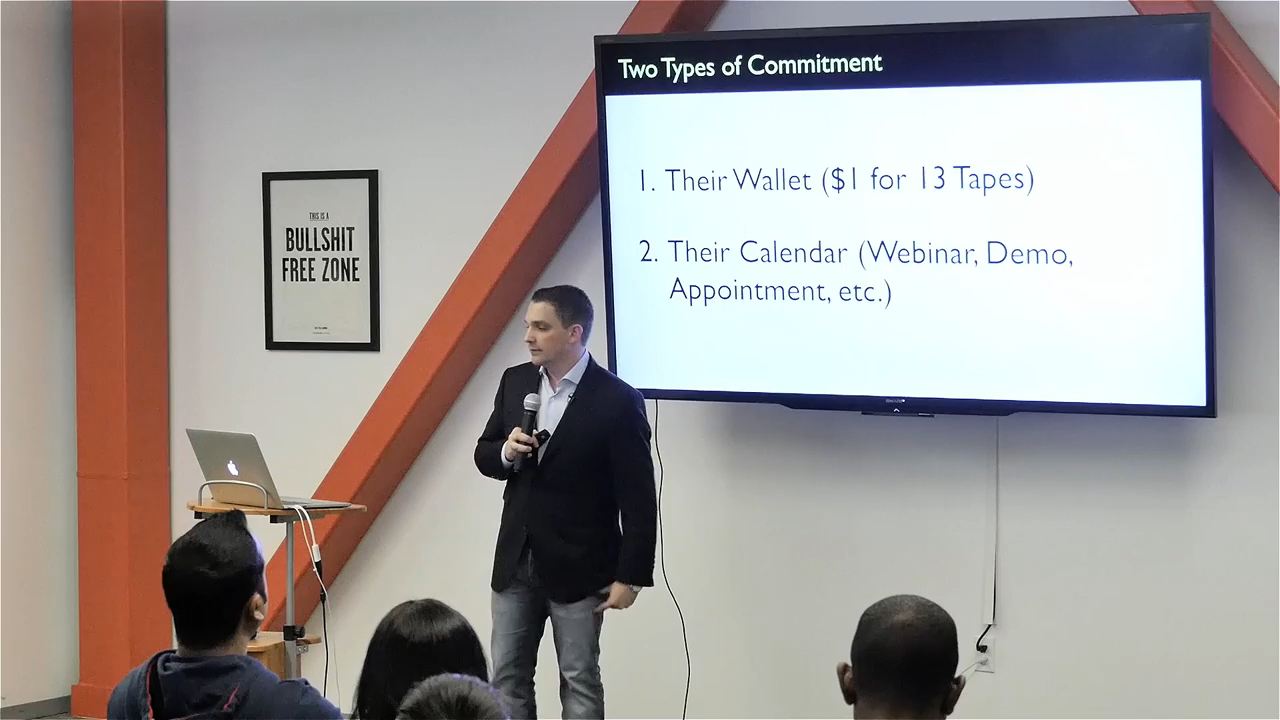 Two Types of Commitment
1. Their Wallet ($1 for 13 Tapes)
2. Their Calendar (Webinar, Demo,
Appointment, etc.)
THIS IS A
BULLSHIT
FREE ZONE